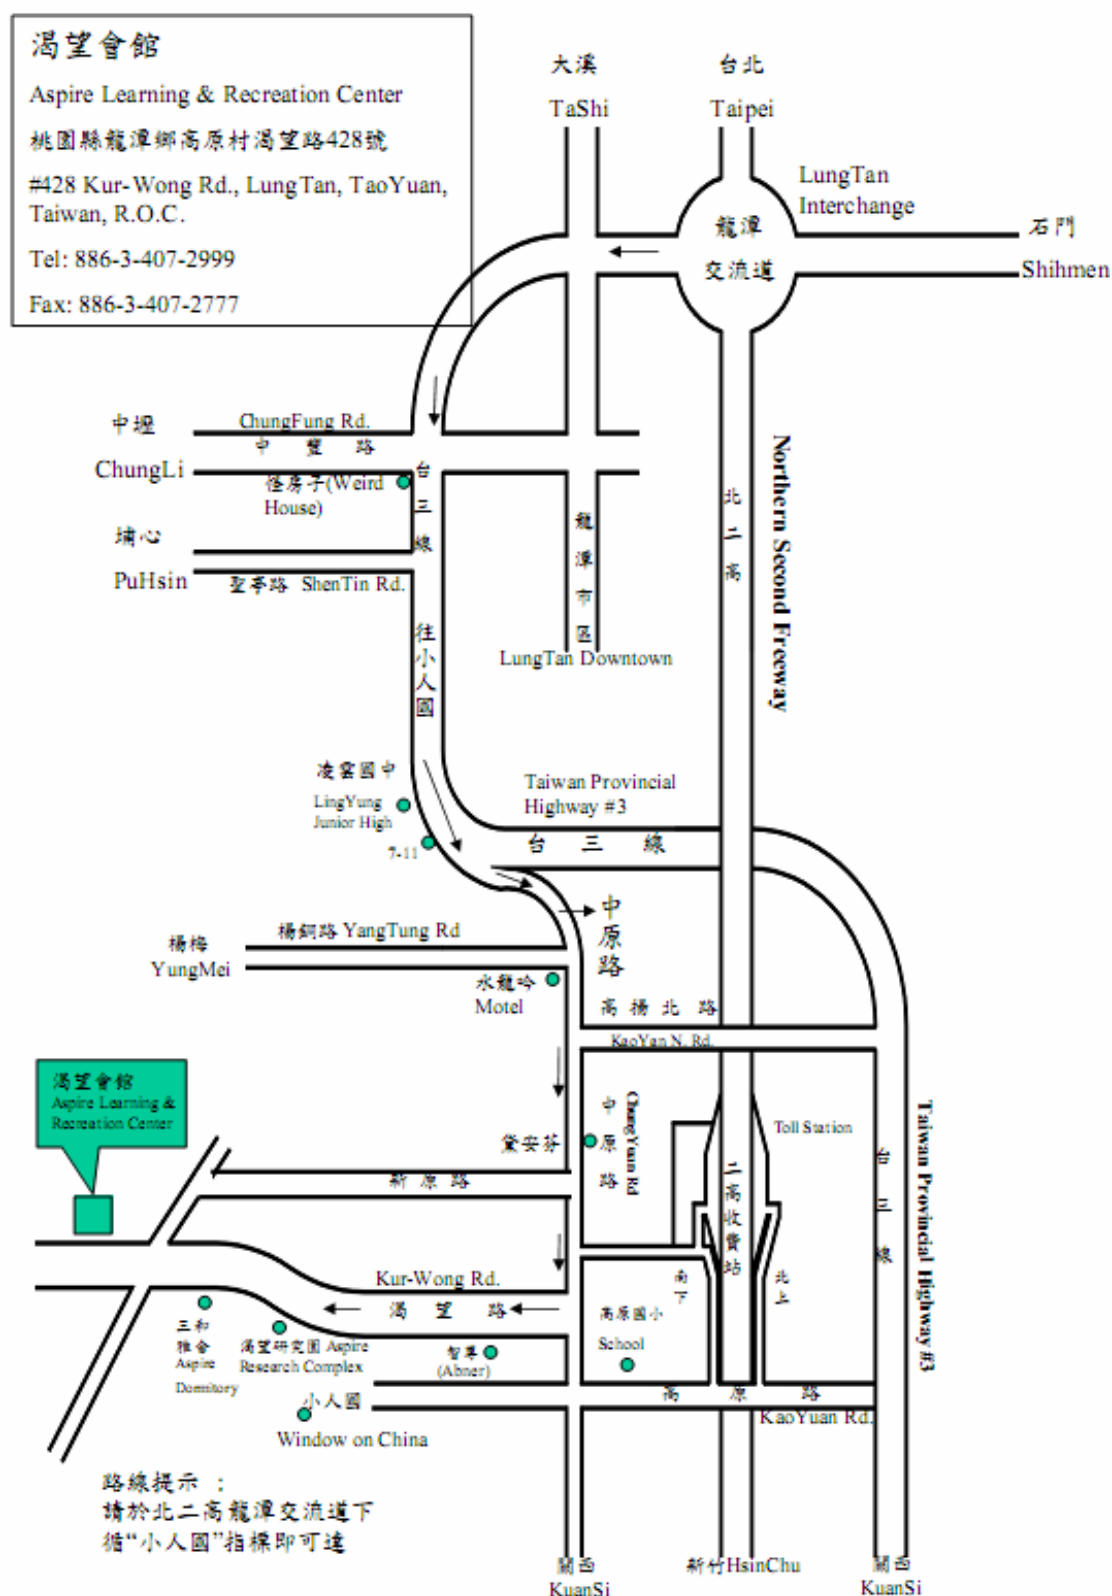 渴望會館
Aspire Learning & Recreation Center
桃園縣龍潭鄉高原村渴望路428號
#428 Kur-Wong Rd., LungTan, TaoYuan,
Taiwan, R.O.C.
Tel: 886-3-407-2999
Fax: 886-3-407-2777
大溪
TaShi
台北
Taipei
LungTan
Interchange
龍潭
交流道
石門
Shihmen
中壢
ChungLi
ChungFung Rd.
中豐路
怪房子(Weird
House)
台三線
埔心
PuHsin
聖亭路 ShenTin Rd.
往小人國
龍潭市區
LungTan Downtown
北二高
Northern Second Freeway
凌雲國中
LingYung
Junior High
7-11
Taiwan Provincial
Highway #3
台三線
中原路
楊銅路 YangTung Rd
楊梅
YungMei
水龍吟
Motel
高楊北路
KaoYan N. Rd.
渴望會館
Aspire Learning &
Recreation Center
黛安芬
中原路
ChungYuan Rd
Toll Station
二高收費站
台三線
Taiwan Provincial Highway #3
新原路
Kur-Wong Rd.
渴望路
南下
北上
高原國小
School
三和
雅舍
Aspire
Dormitory
渴望研究園 Aspire
Research Complex
智尊
(Abner)
小人國
Window on China
高原路
KaoYuan Rd.
路線提示 :
請於北二高龍潭交流道下
循“小人國”指標即可達
關西
KuanSi
新竹HsinChu
關西
KuanSi